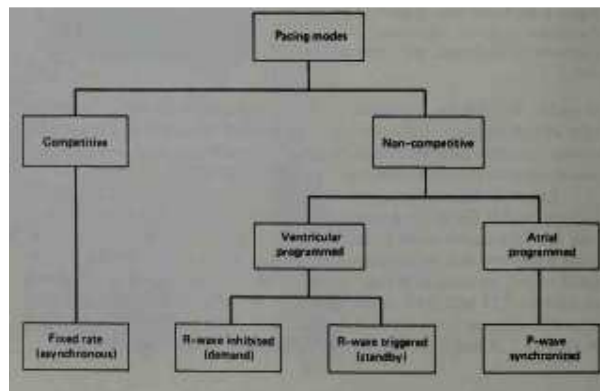 Pacing modes
Competitive
Non-competitive
Ventricular
programmed
Atrial
programmed
Fixed rate
(asynchronous)
R-wave inhibited
(demand)
R-wave triggered
(standby)
P-wave
synchronized